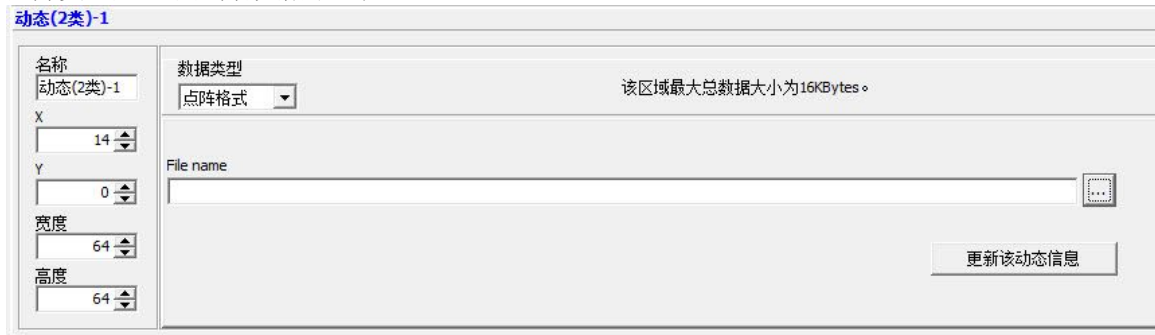 动态(2类)-1
名称
动态(2类)-1
X
14
Y
0
宽度
64
高度
64
数据类型
点阵格式
该区域最大总数据大小为16KBytes。
File name
...
更新该动态信息